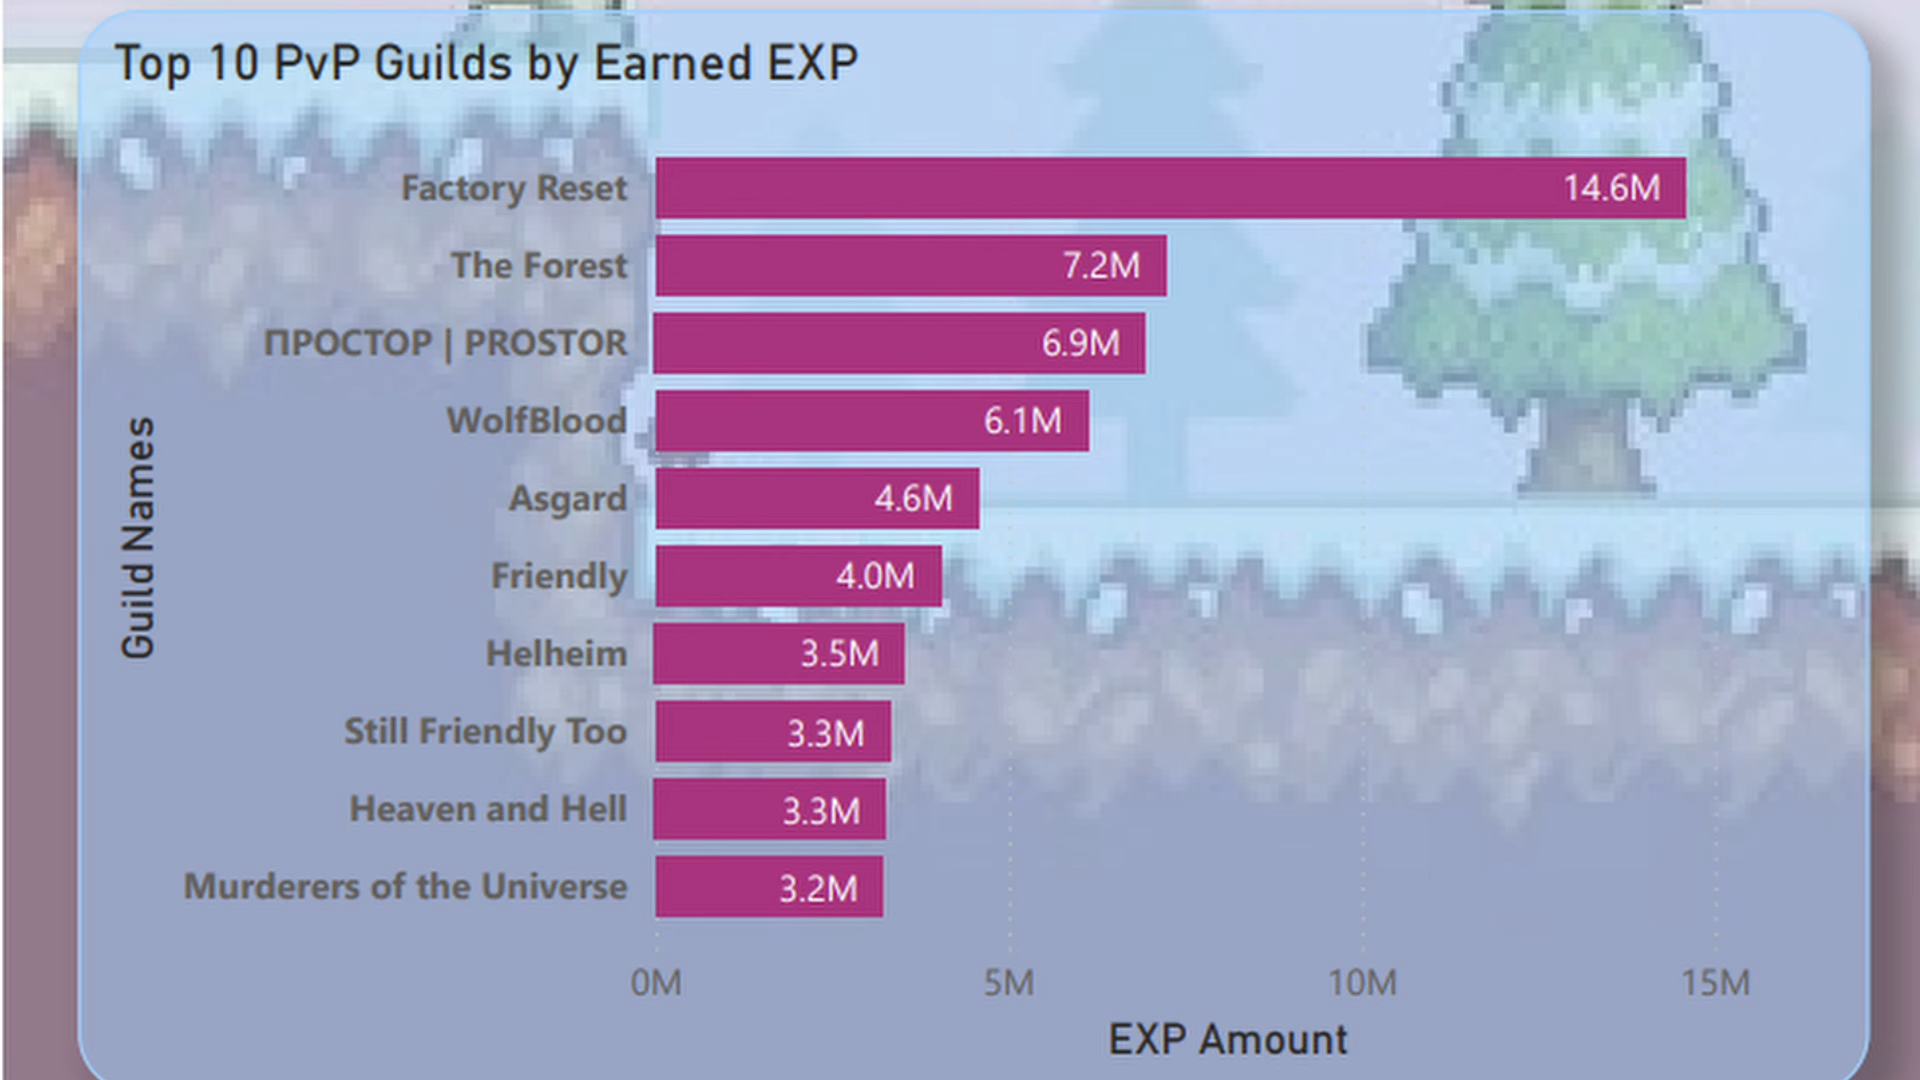 Top 10 PvP Guilds by Earned EXP
Guild Names
Factory Reset 14.6M
The Forest 7.2M
ПРОСТОР | PROSTOR 6.9M
WolfBlood 6.1M
Asgard 4.6M
Friendly 4.0M
Helheim 3.5M
Still Friendly Too 3.3M
Heaven and Hell 3.3M
Murderers of the Universe 3.2M
0M 5M 10M 15M
EXP Amount